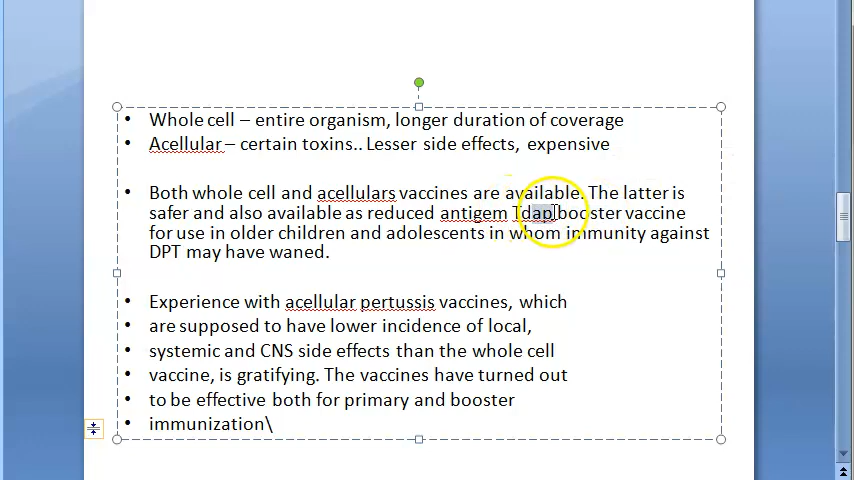 • Whole cell – entire organism, longer duration of coverage
• Acellular – certain toxins.. Lesser side effects, expensive
• Both whole cell and acellulars vaccines are available. The latter is
safer and also available as reduced antigem Tdap booster vaccine
for use in older children and adolescents in whom immunity against
DPT may have waned.
• Experience with acellular pertussis vaccines, which
• are supposed to have lower incidence of local,
• systemic and CNS side effects than the whole cell
• vaccine, is gratifying. The vaccines have turned out
• to be effective both for primary and booster
• immunization\